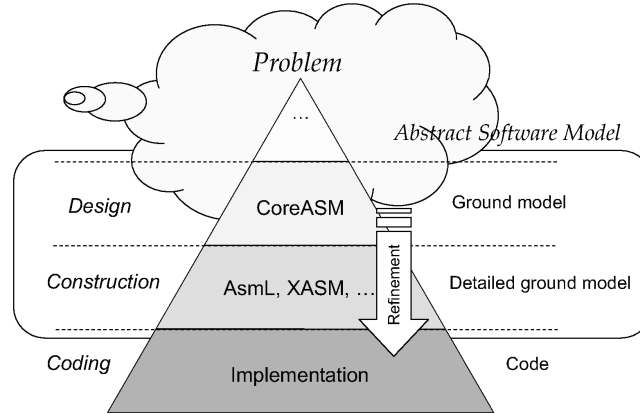 Problem
...
Abstract Software Model
Design
CoreASM
Ground model
Construction
AsmL, XASM, ...
Detailed ground model
Refinement
Coding
Implementation
Code